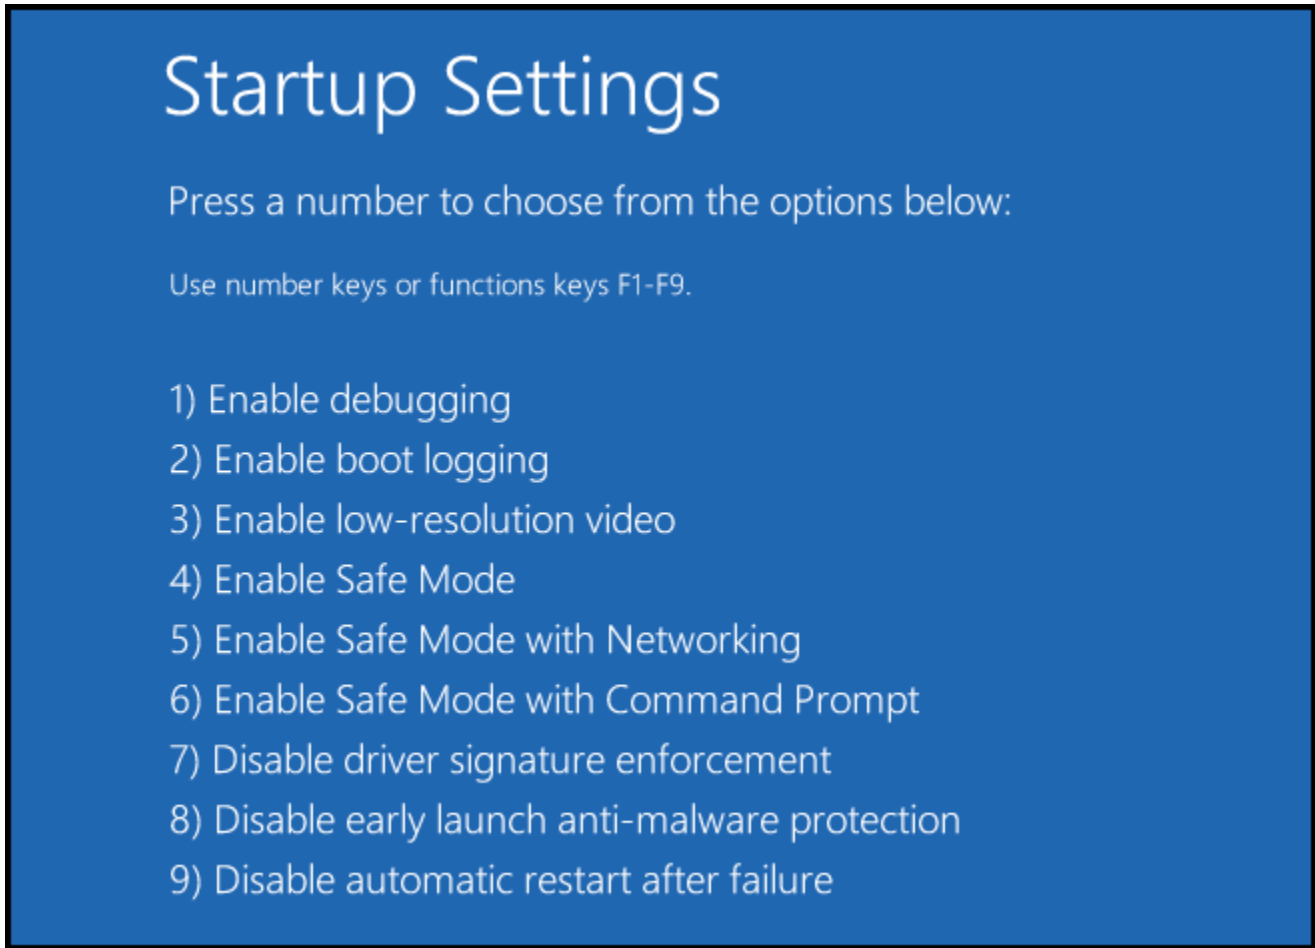 Startup Settings
Press a number to choose from the options below:
Use number keys or functions keys F1-F9.
1) Enable debugging
2) Enable boot logging
3) Enable low-resolution video
4) Enable Safe Mode
5) Enable Safe Mode with Networking
6) Enable Safe Mode with Command Prompt
7) Disable driver signature enforcement
8) Disable early launch anti-malware protection
9) Disable automatic restart after failure